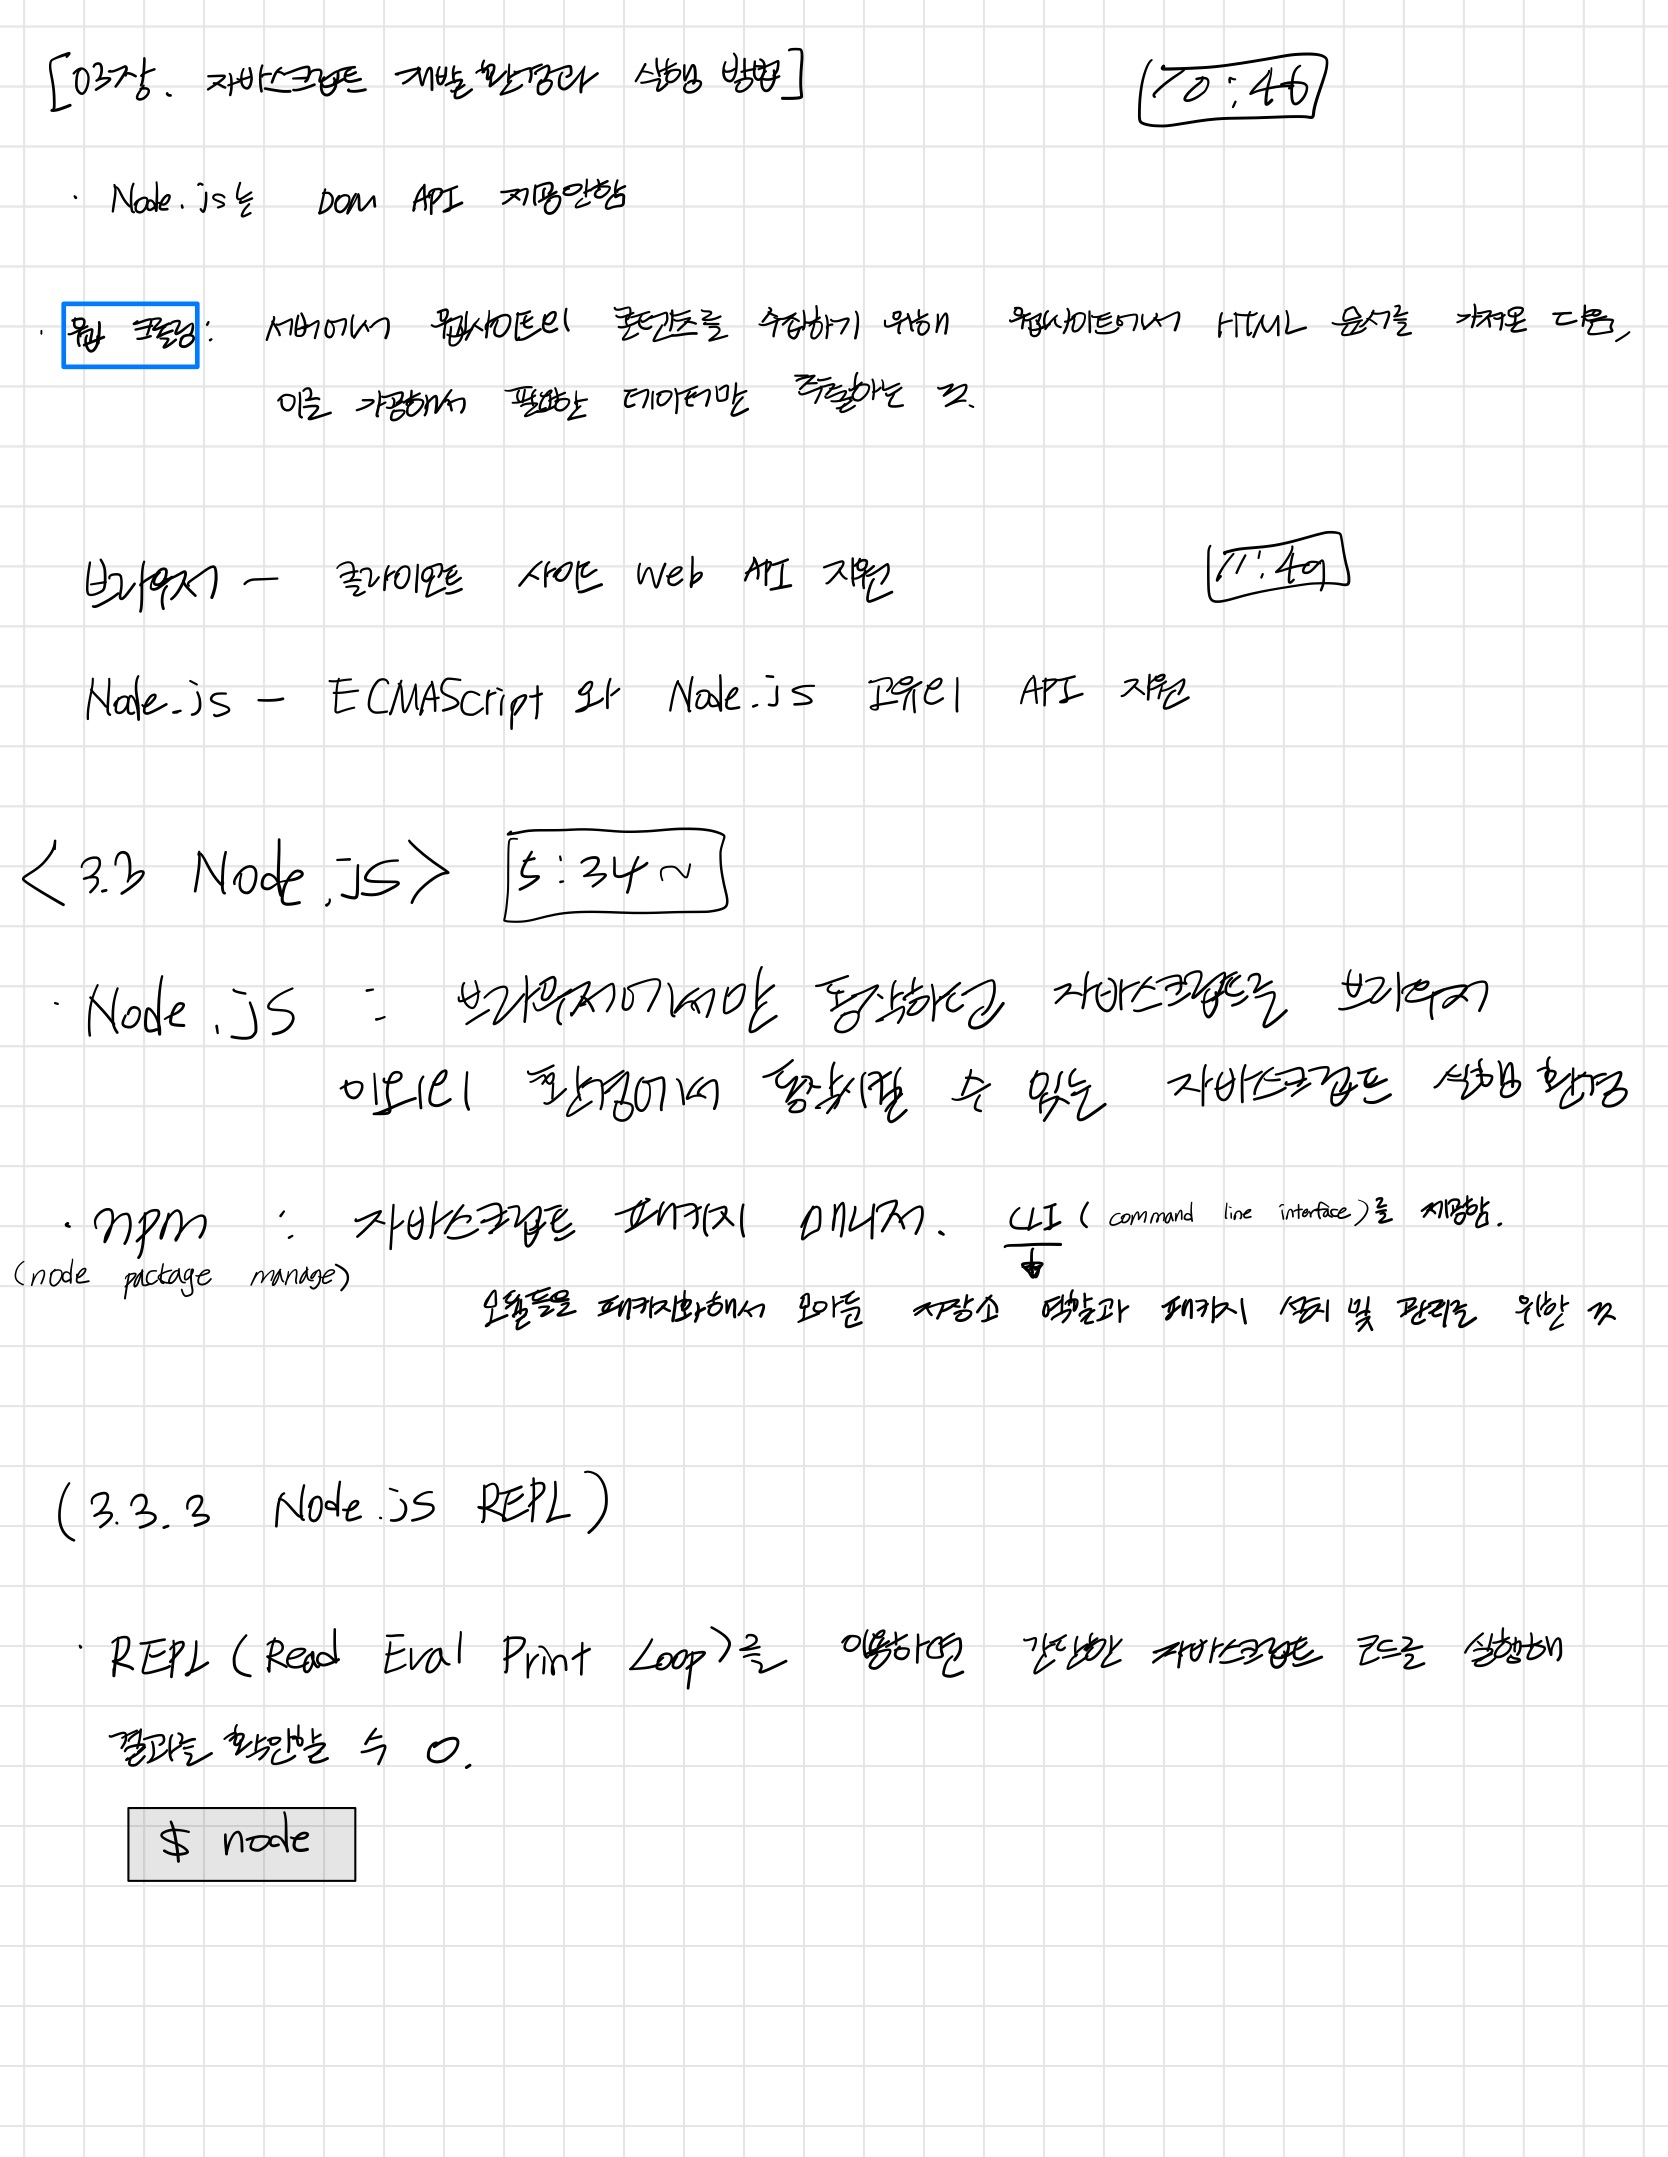 [03장. 자바스크립트 개발 환경과 실행 방법] 10:46
· Node.js는 DOM API 제공안함
· 웹 크롤링 : 서버에서 웹사이트의 콘텐츠를 수집하기 위해 웹사이트에서 HTML 문서를 가져온 다음,
이를 가공해서 필요한 데이터만 추출하는 것.
브라우저 - 클라이언트 사이드 Web API 지원 11:49
Node.js - ECMAScript 와 Node.js 고유의 API 지원
<3.3 Node.js> 5:34~
· Node.js : 브라우저에서만 동작하던 자바스크립트를 브라우저
이외의 환경에서 동작시킬 수 있는 자바스크립트 실행 환경
· npm : 자바스크립트 패키지 매니저. CLI (command line interface)를 제공함.
(node package manage)
모듈들을 패키지화해서 모아둔 저장소 역할과 패키지 설치 및 관리를 위한 것
(3.3.3 Node.js REPL)
· REPL (Read Eval Print Loop)를 이용하면 간단한 자바스크립트 코드를 실행해
결과를 확인할 수 O.
$ node